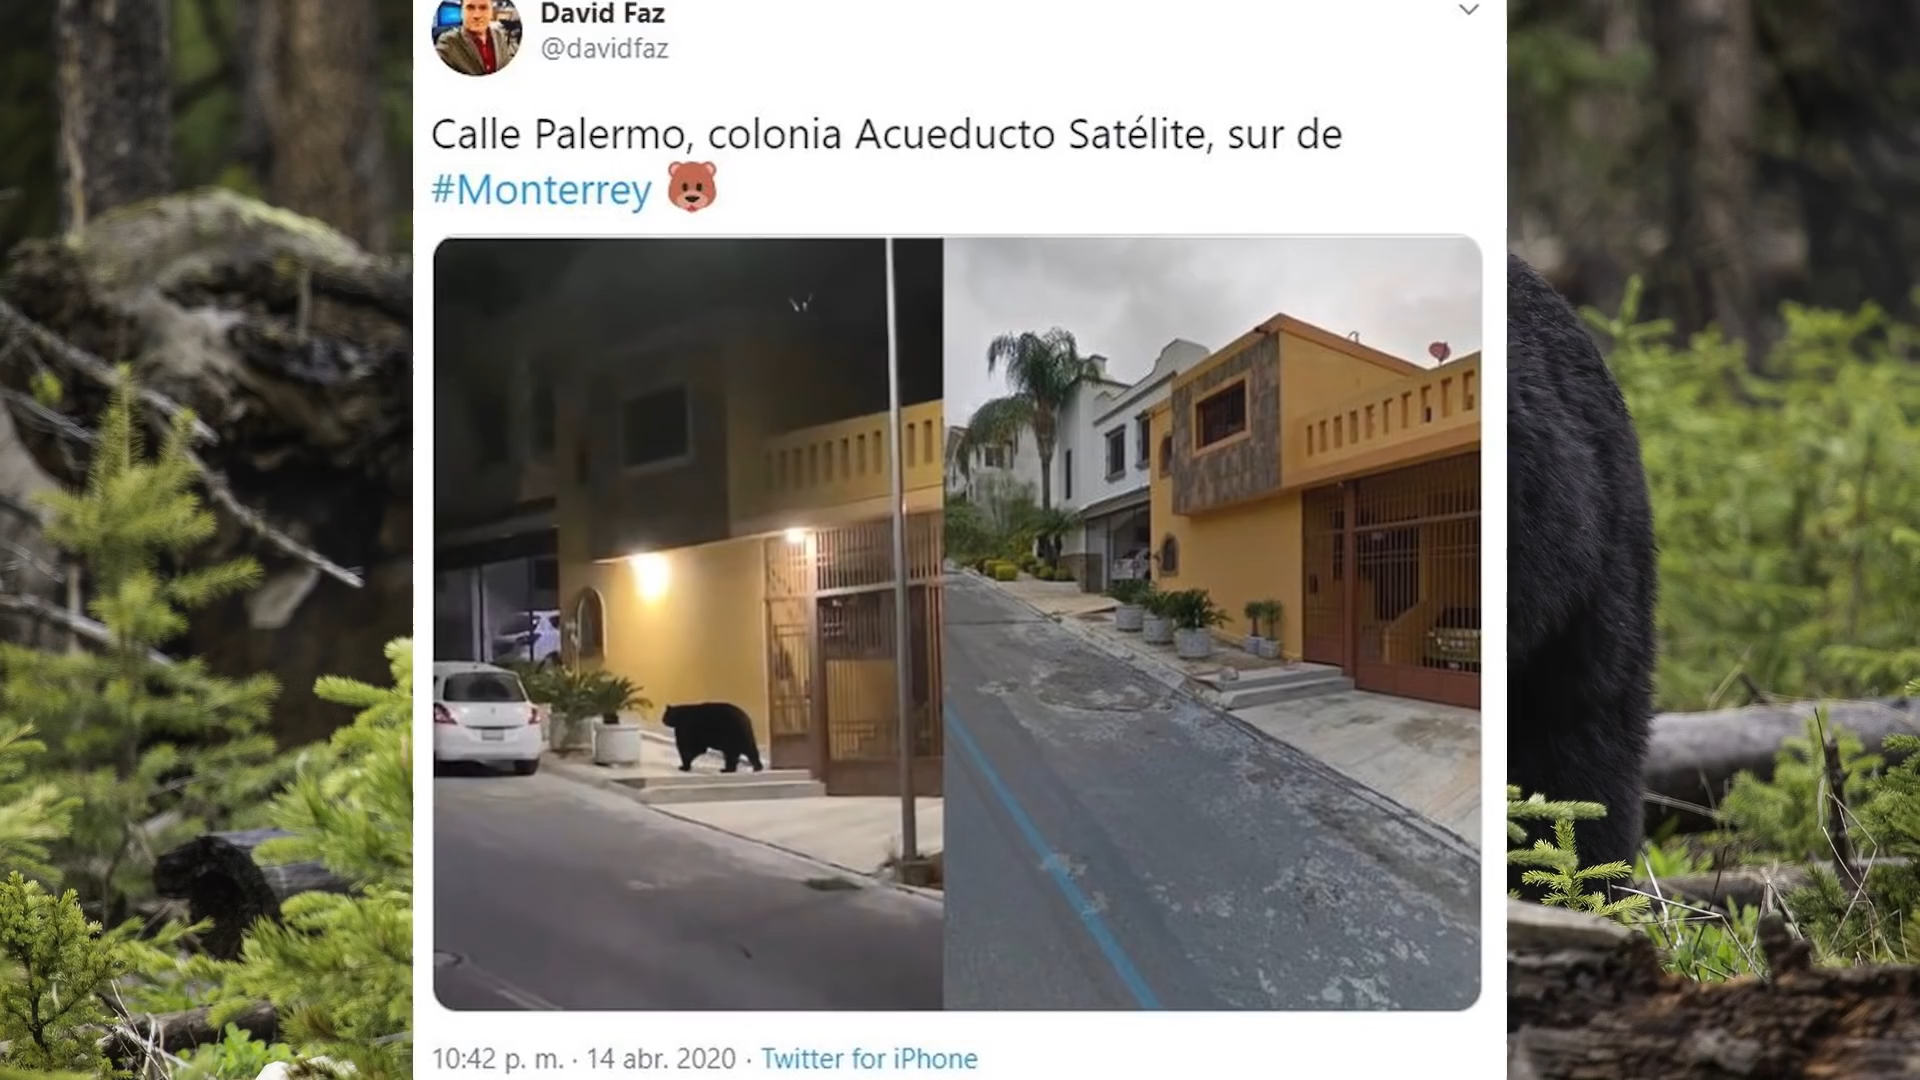 David Faz
@davidfaz
Calle Palermo, colonia Acueducto Satélite, sur de
#Monterrey
10:42 p. m. · 14 abr. 2020 · Twitter for iPhone